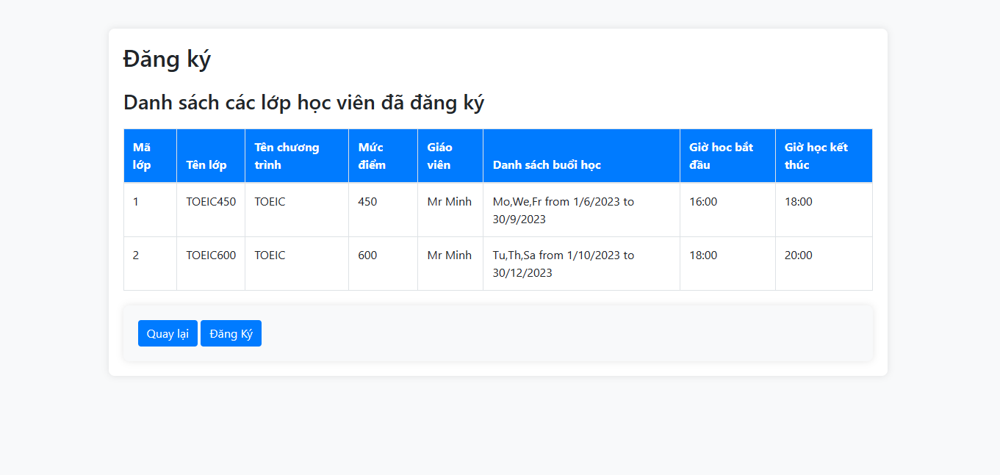 Đăng ký
Danh sách các lớp học viên đã đăng ký
Mã lớp Tên lớp Tên chương trình Mức điểm Giáo viên Danh sách buổi học Giờ hoc bắt đầu Giờ học kết thúc
1 TOEIC450 TOEIC 450 Mr Minh Mo,We,Fr from 1/6/2023 to 30/9/2023 16:00 18:00
2 TOEIC600 TOEIC 600 Mr Minh Tu,Th,Sa from 1/10/2023 to 30/12/2023 18:00 20:00
Quay lại Đăng Ký